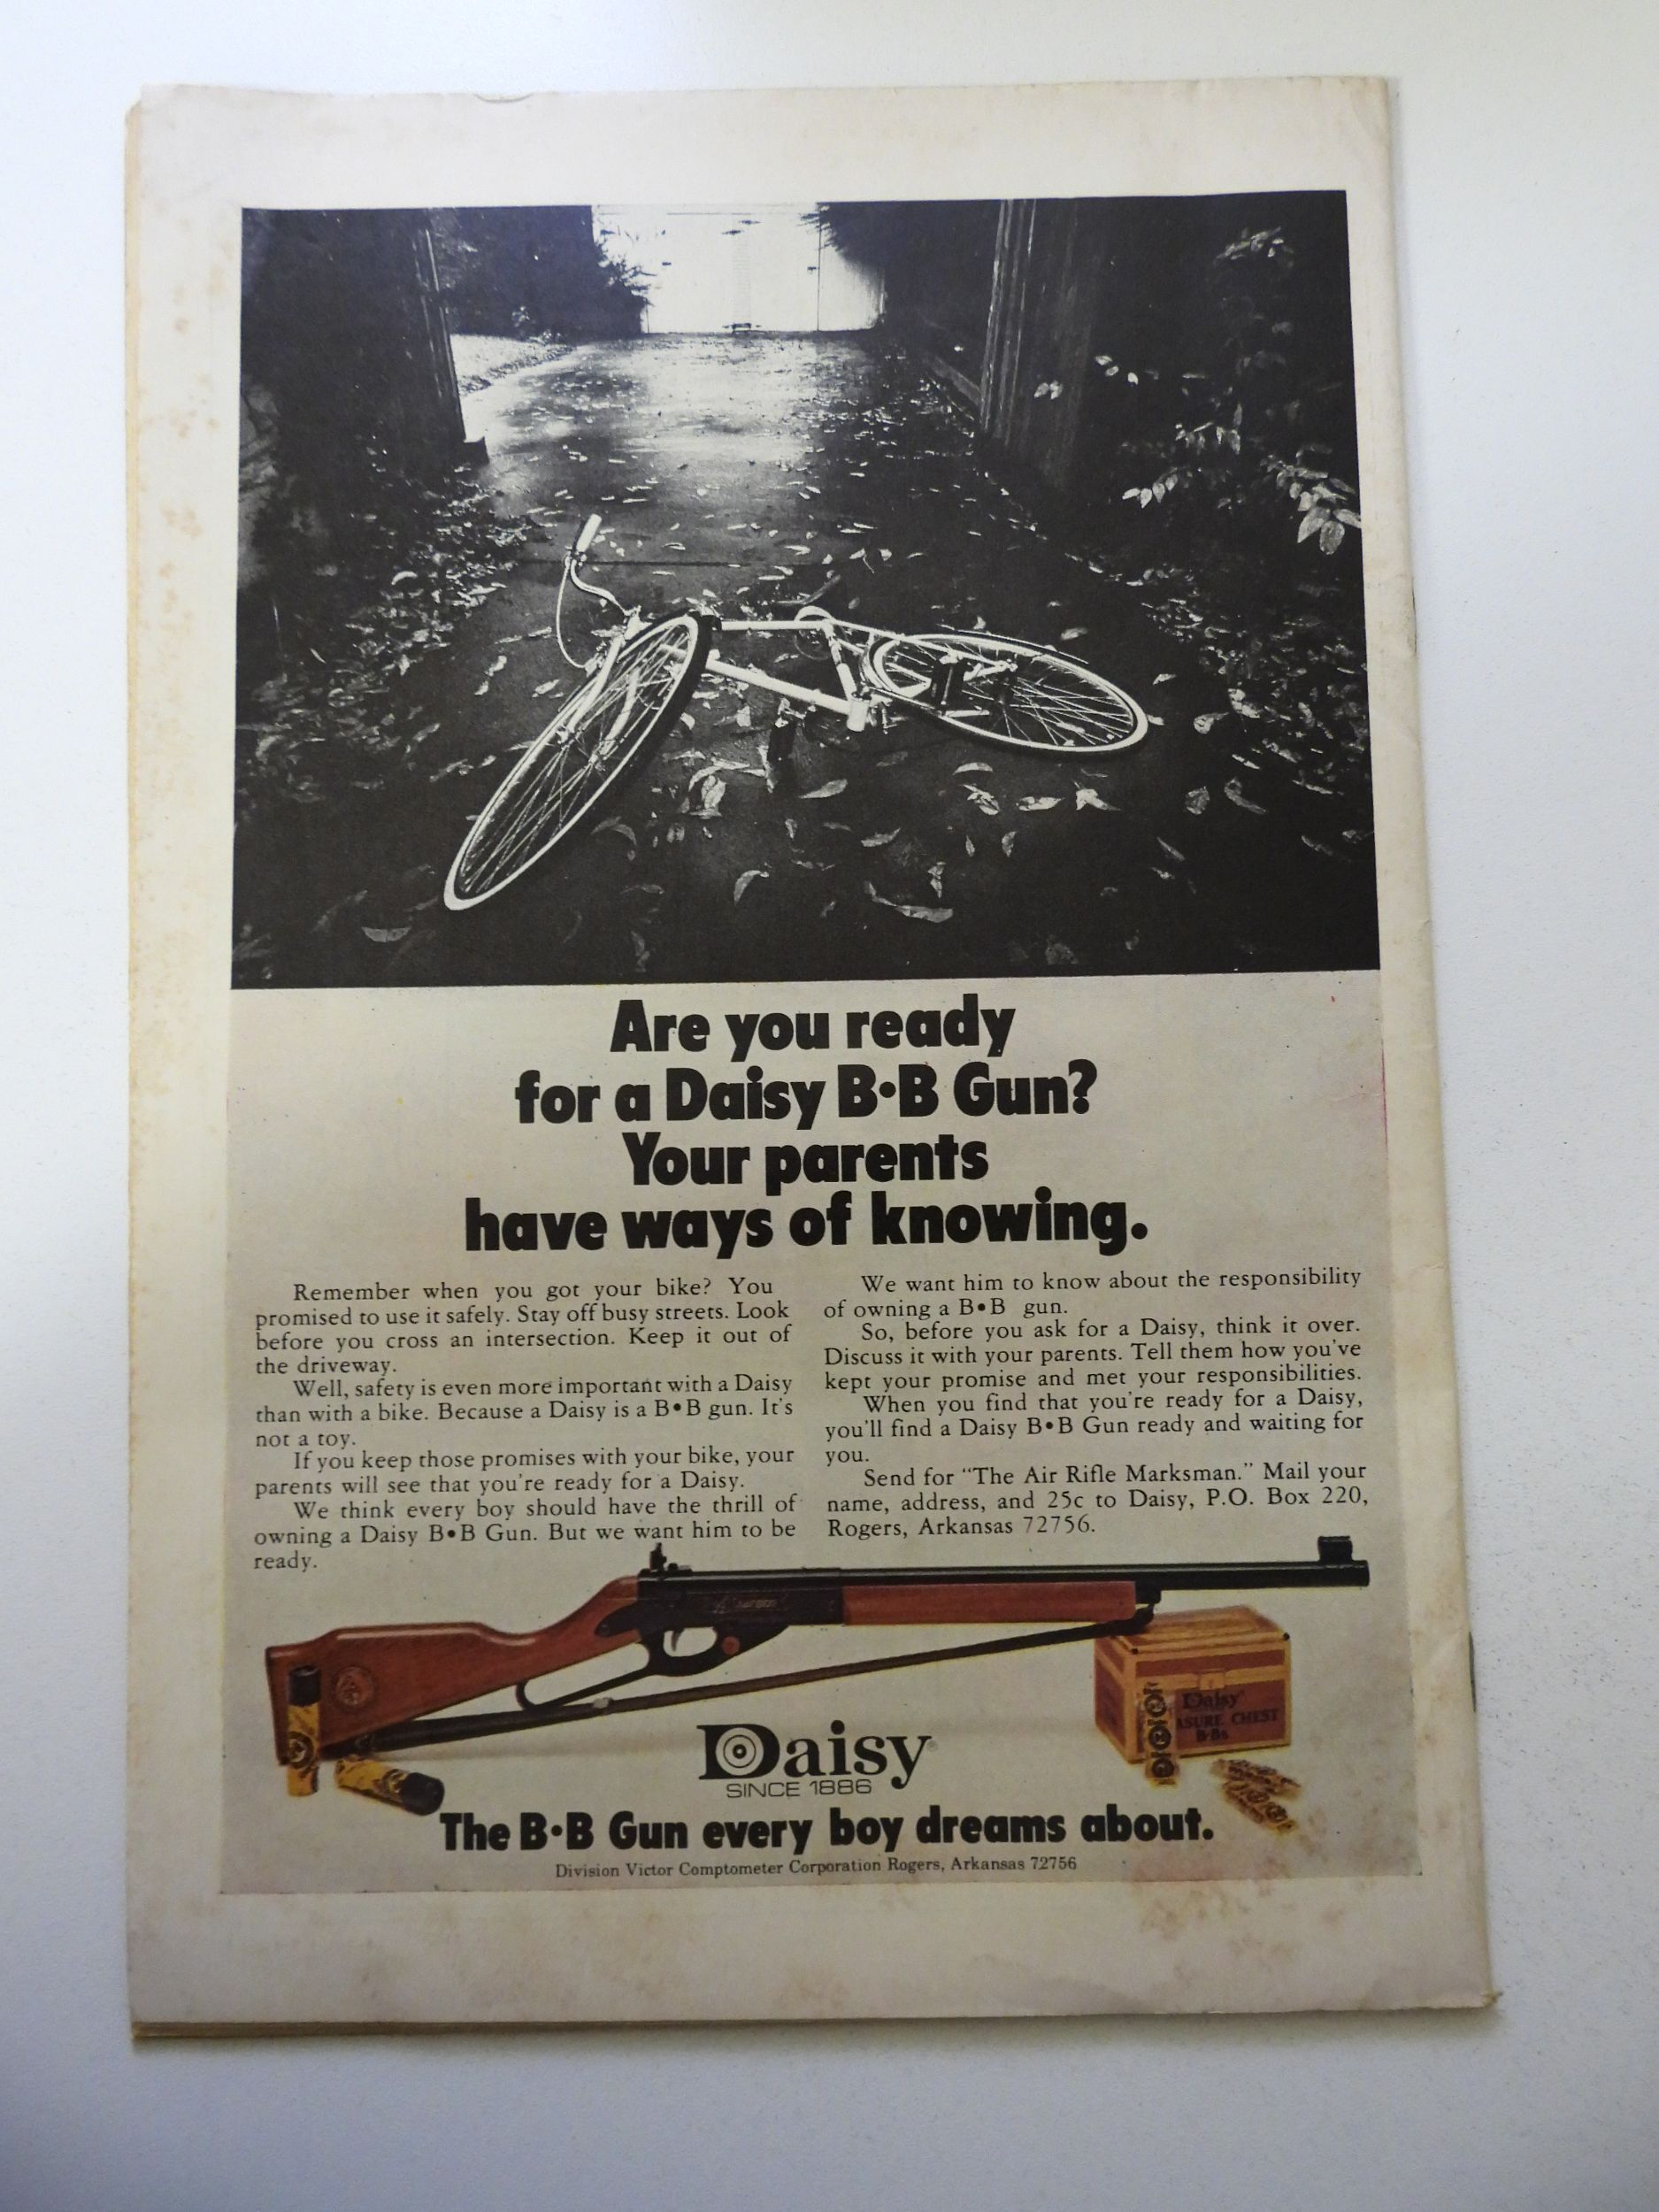 Are you ready
for a Daisy B•B Gun?
Your parents
have ways of knowing.
Remember when you got your bike? You
promised to use it safely. Stay off busy streets. Look
before you cross an intersection. Keep it out of
the driveway.
Well, safety is even more important with a Daisy
than with a bike. Because a Daisy is a B•B gun. It's
not a toy.
If you keep those promises with your bike, your
parents will see that you're ready for a Daisy.
We think every boy should have the thrill of
owning a Daisy B•B Gun. But we want him to be
ready.
We want him to know about the responsibility
of owning a B•B gun.
So, before you ask for a Daisy, think it over.
Discuss it with your parents. Tell them how you've
kept your promise and met your responsibilities.
When you find that you're ready for a Daisy,
you'll find a Daisy B•B Gun ready and waiting for
you.
Send for "The Air Rifle Marksman." Mail your
name, address, and 25c to Daisy, P.O. Box 220,
Rogers, Arkansas 72756.
Daisy
ASURE CHEST
B•Bs
Daisy
SINCE 1886
The B•B Gun every boy dreams about.
Division Victor Comptometer Corporation Rogers, Arkansas 72756